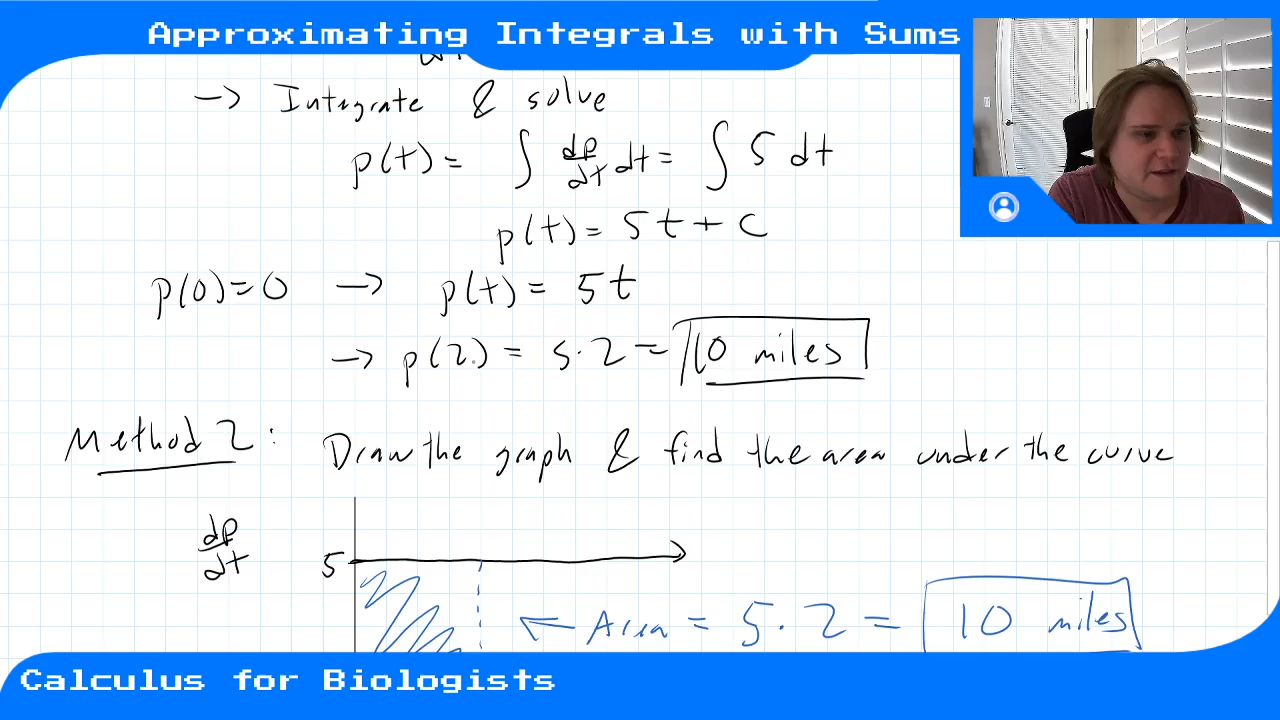 Approximating Integrals with Sums
→ Integrate & solve
p(t) = ∫ dp/dt dt = ∫ 5 dt
p(t) = 5t + C
p(0) = 0 → p(t) = 5t
→ p(2) = 5·2 = 10 miles
Method 2: Draw the graph & find the area under the curve
dp/dt
5
← Area = 5·2 = 10 miles
Calculus for Biologists